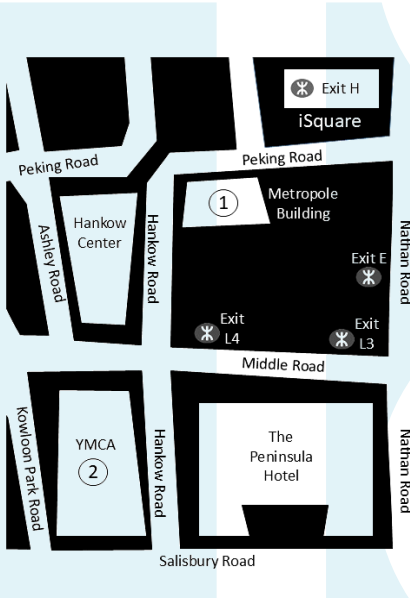 Exit H
iSquare
Peking Road
Peking Road
1
Metropole
Building
Hankow
Center
Ashley Road
Hankow Road
Nathan Road
Exit E
Exit
L4
Exit
L3
Middle Road
Kowloon Park Road
YMCA
2
Hankow Road
The
Peninsula
Hotel
Nathan Road
Salisbury Road